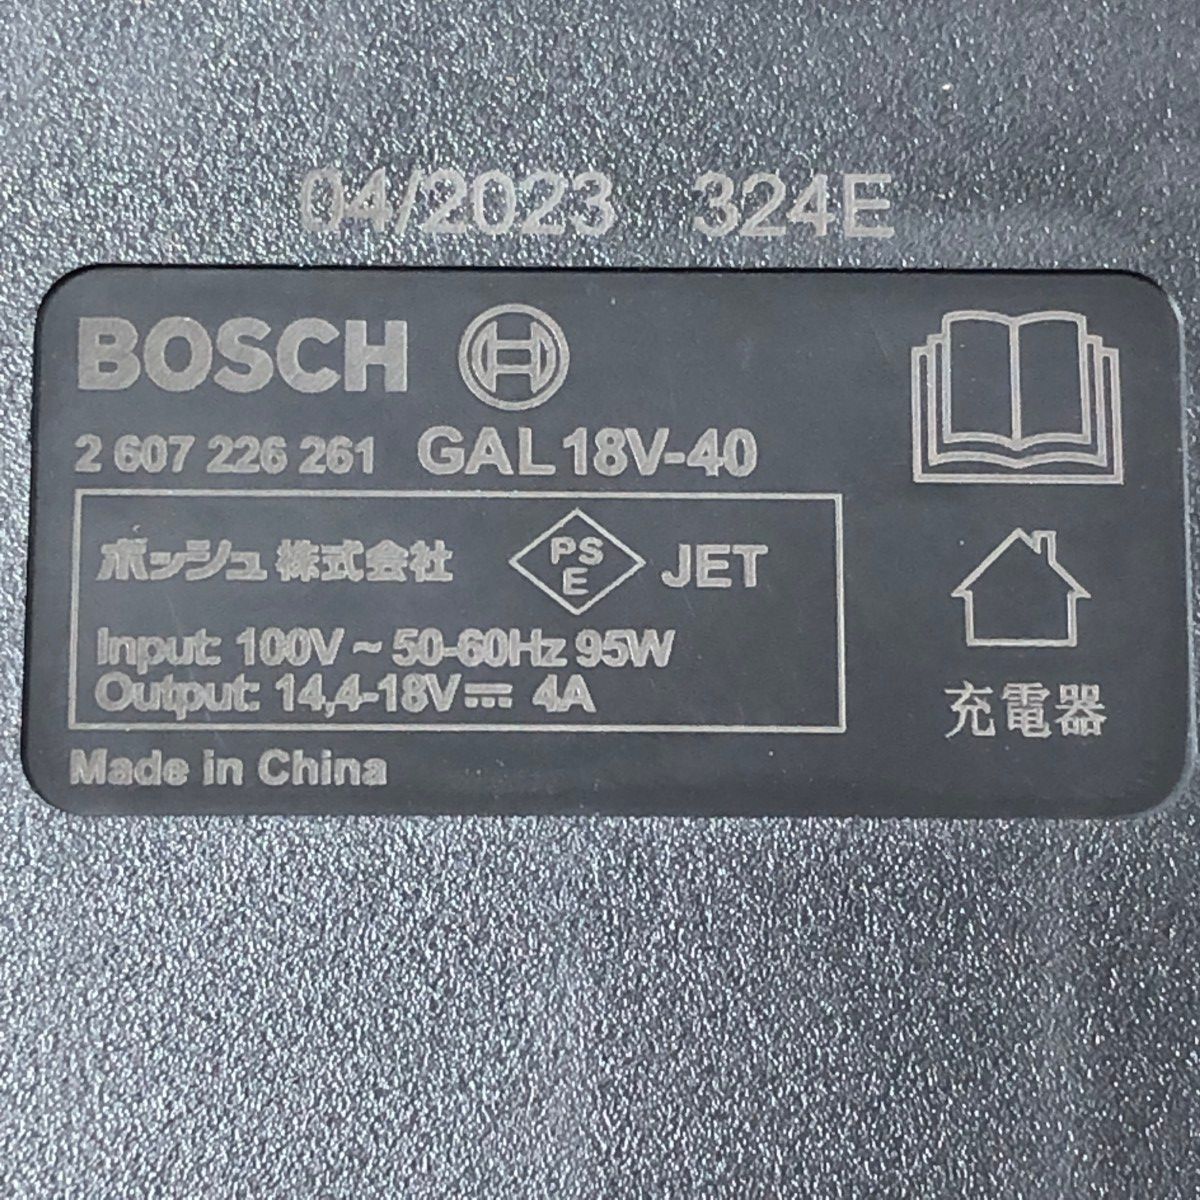 04/2023 324E
BOSCH
2 607 226 261 GAL 18V-40
ボッシュ株式会社 PSE JET
Input: 100V ~ 50-60Hz 95W
Output: 14,4-18V⎓ 4A
Made in China
充電器